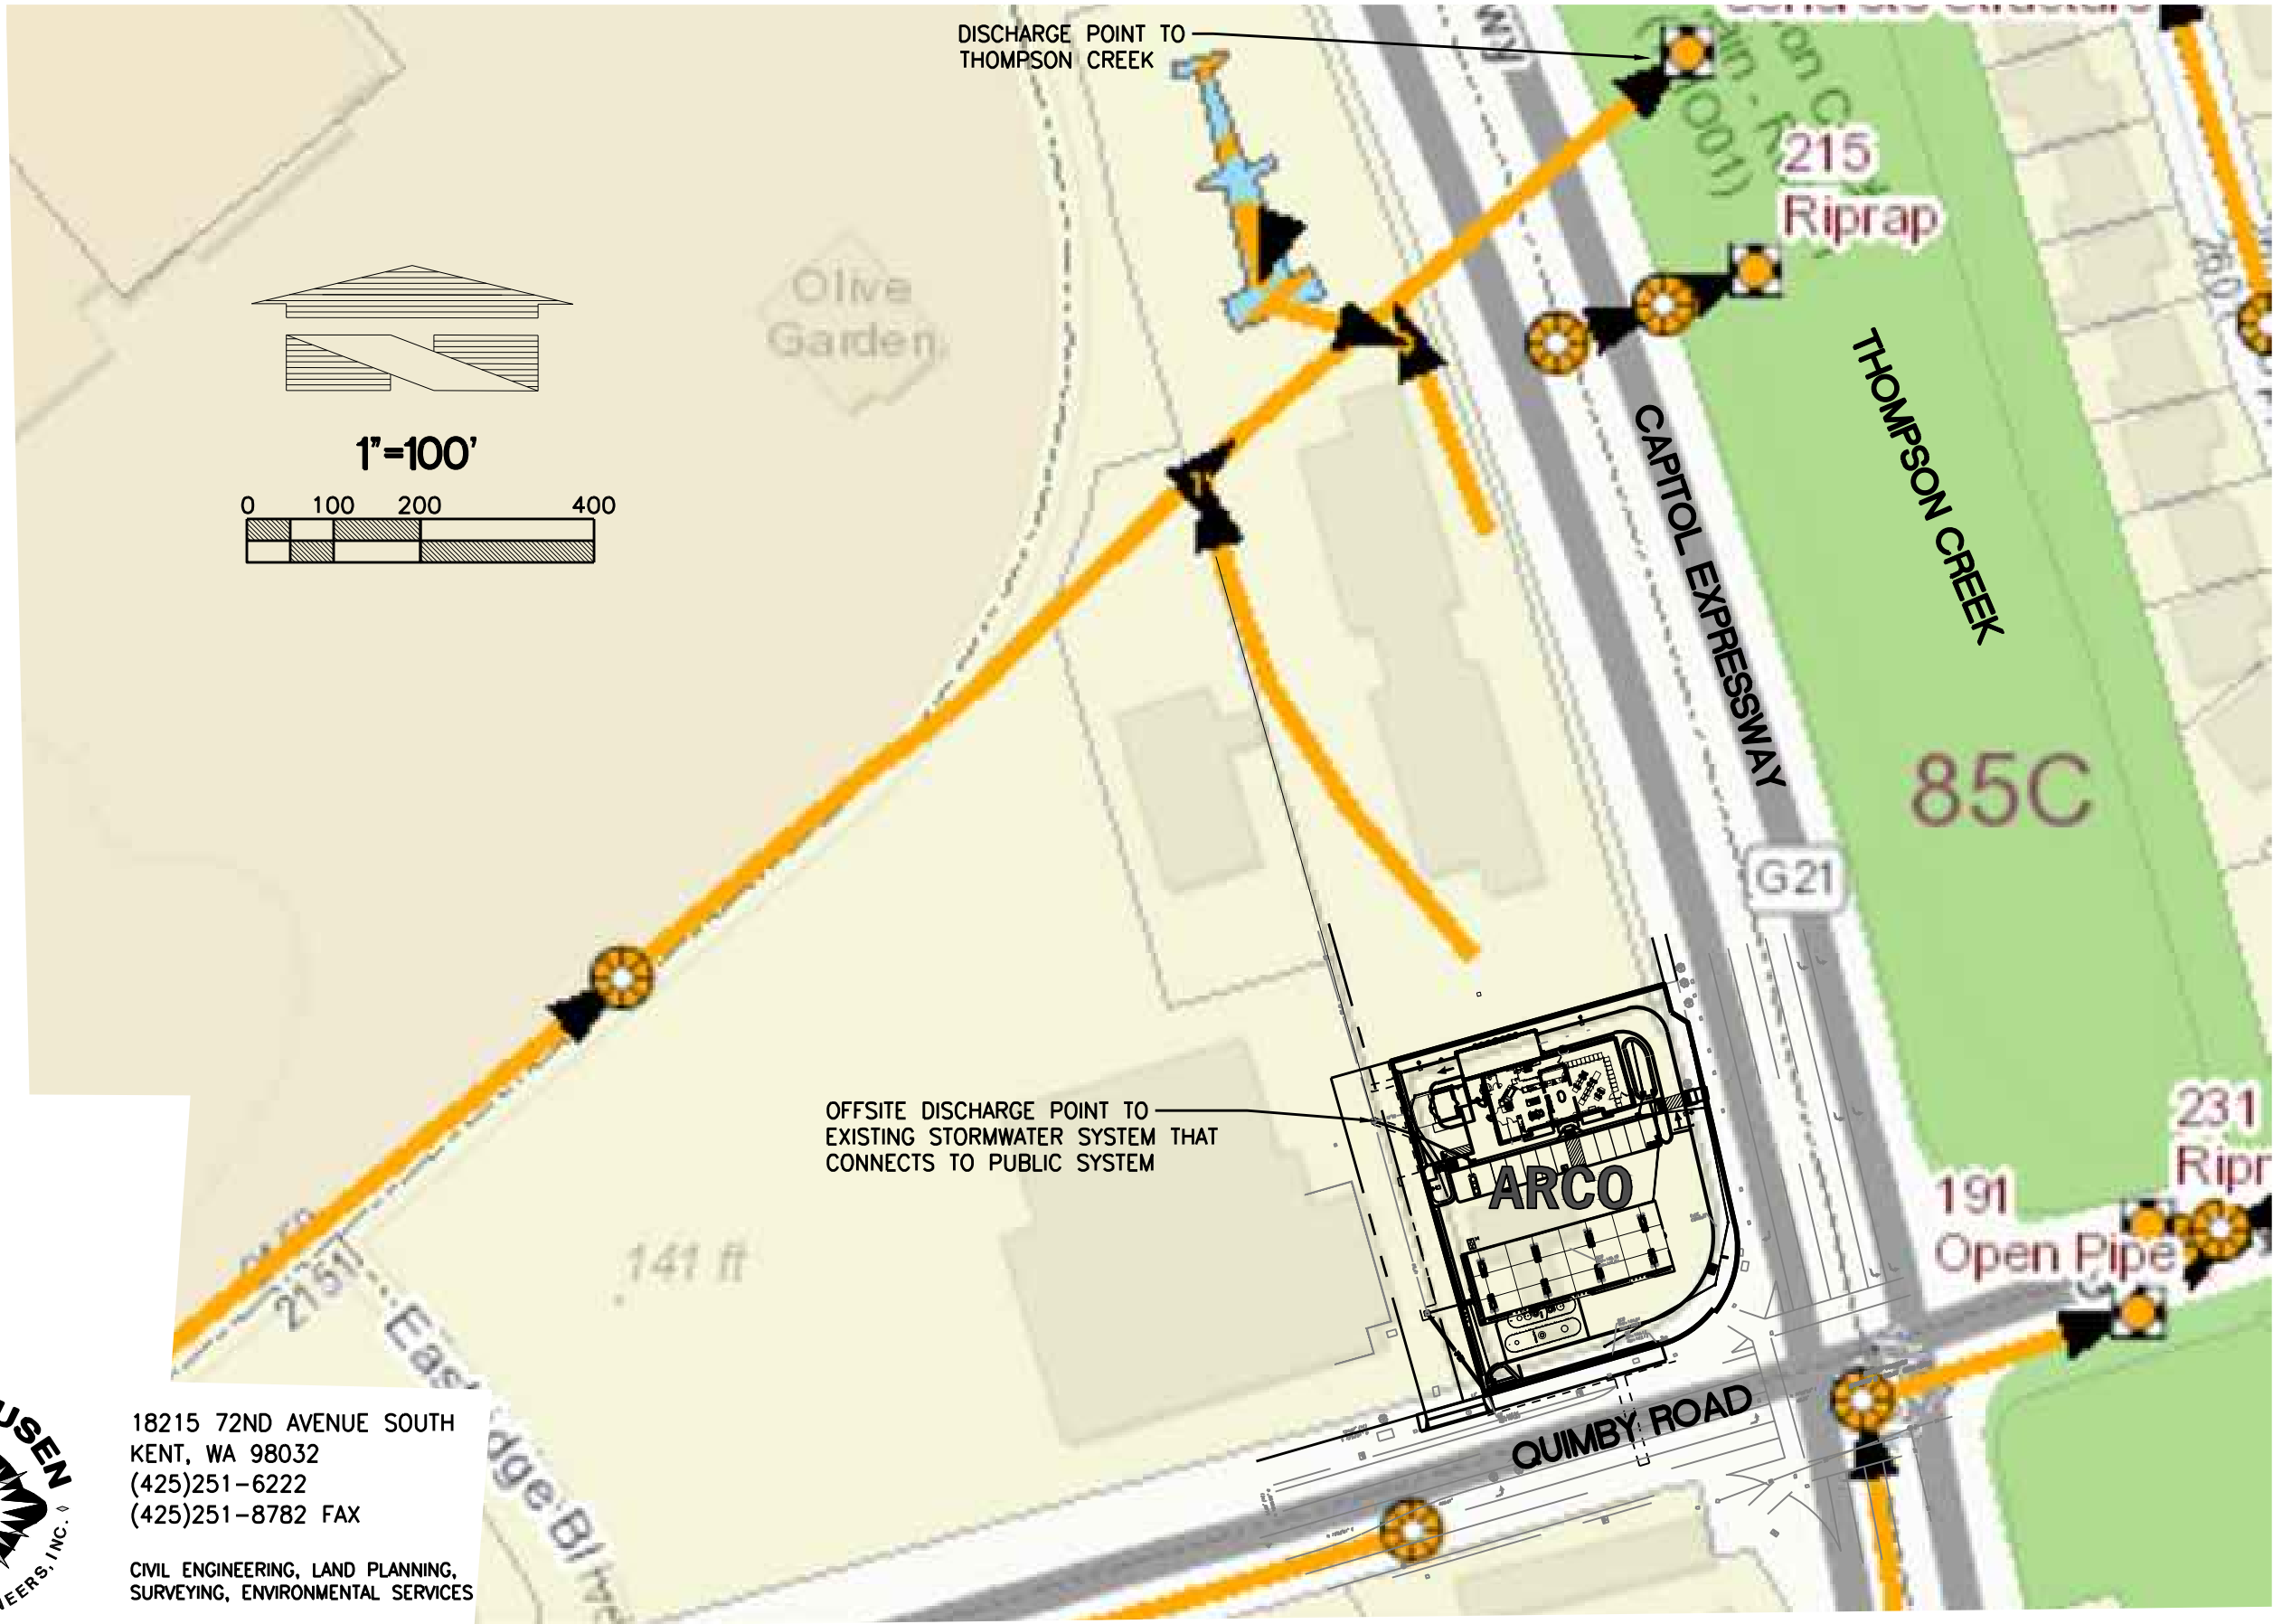 DISCHARGE POINT TO
THOMPSON CREEK
215
Riprap
Olive
Garden
1"=100'
0 100 200 400
CAPITOL EXPRESSWAY
THOMPSON CREEK
85C
G21
OFFSITE DISCHARGE POINT TO
EXISTING STORMWATER SYSTEM THAT
CONNECTS TO PUBLIC SYSTEM
ARCO
231
191
Open Pipe
141 ft
2151
QUIMBY ROAD
18215 72ND AVENUE SOUTH
KENT, WA 98032
(425)251-6222
(425)251-8782 FAX
CIVIL ENGINEERING, LAND PLANNING,
SURVEYING, ENVIRONMENTAL SERVICES